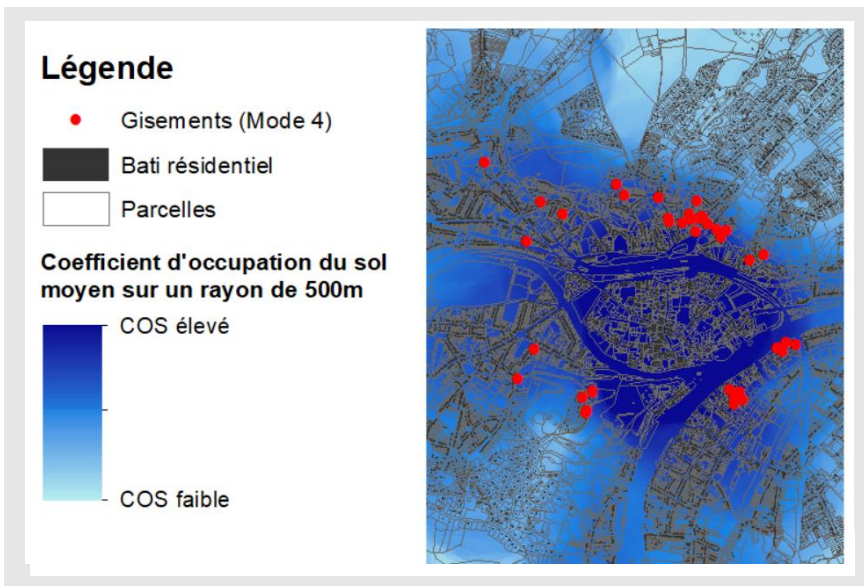 Légende
Gisements (Mode 4)
Bati résidentiel
Parcelles
Coefficient d'occupation du sol
moyen sur un rayon de 500m
COS élevé
COS faible